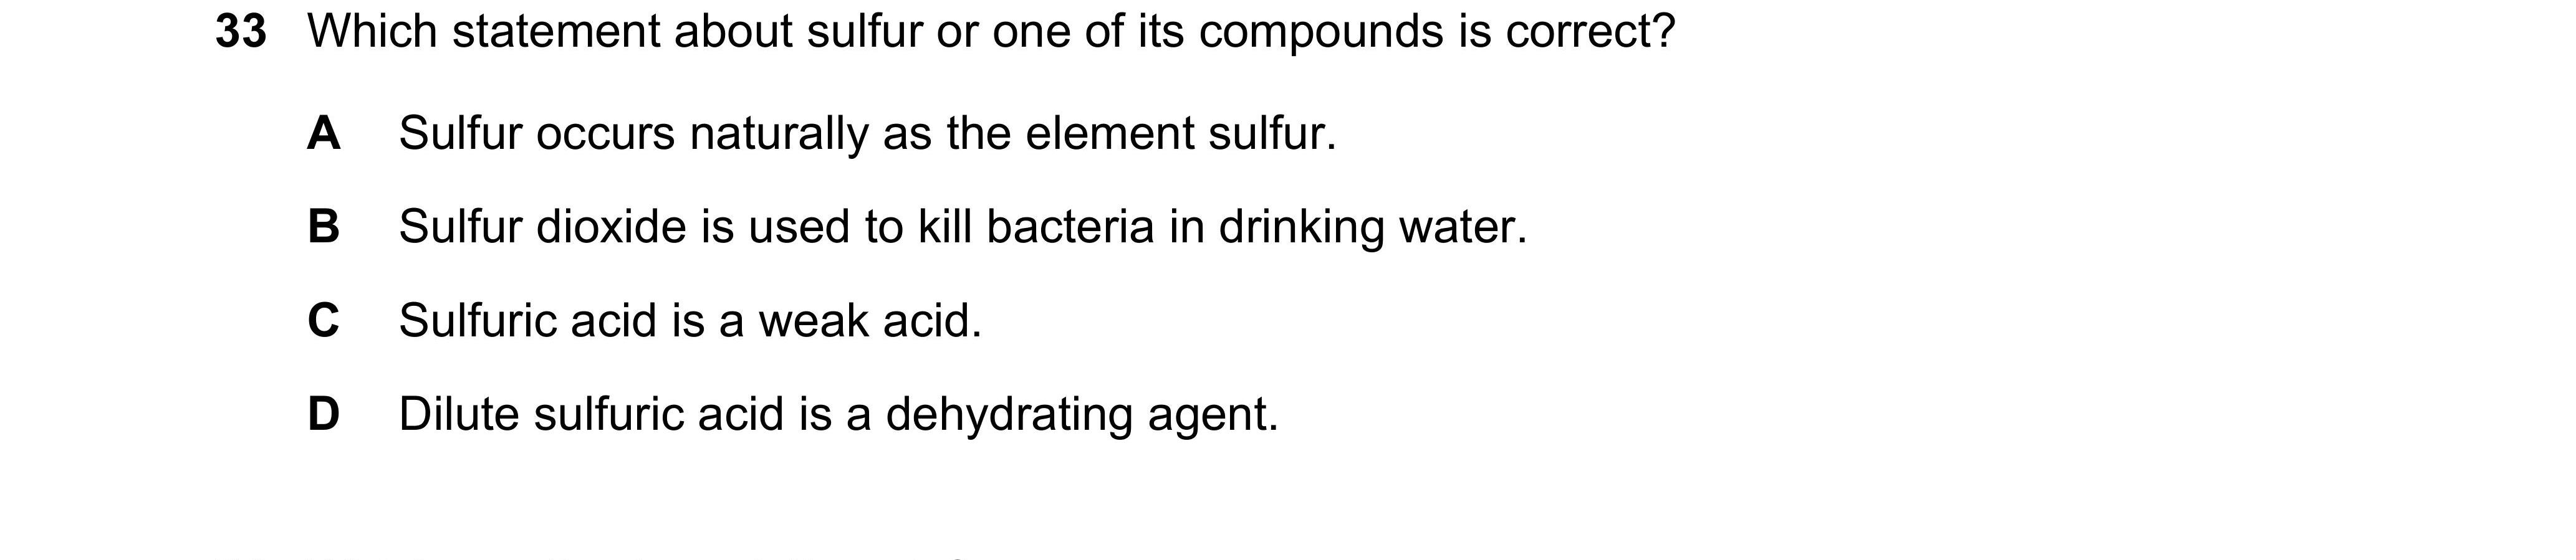 33 Which statement about sulfur or one of its compounds is correct?
A Sulfur occurs naturally as the element sulfur.
B Sulfur dioxide is used to kill bacteria in drinking water.
C Sulfuric acid is a weak acid.
D Dilute sulfuric acid is a dehydrating agent.